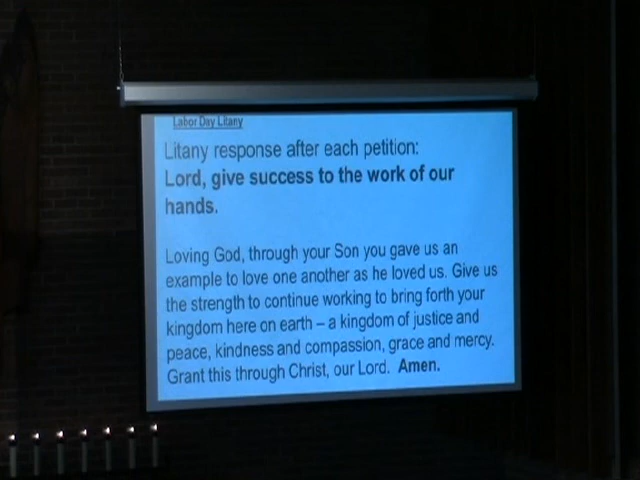 Labor Day Litany
Litany response after each petition:
Lord, give success to the work of our
hands.
Loving God, through your Son you gave us an
example to love one another as he loved us. Give us
the strength to continue working to bring forth your
kingdom here on earth – a kingdom of justice and
peace, kindness and compassion, grace and mercy.
Grant this through Christ, our Lord. Amen.